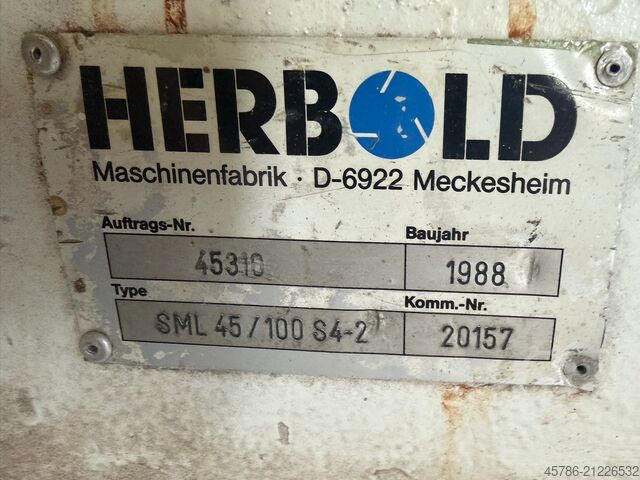 HERBOLD
Maschinenfabrik · D-6922 Meckesheim
Auftrags-Nr. Baujahr
45310 1988
Type Komm.-Nr.
SML 45/100 S4-2 20157
45786-21226532